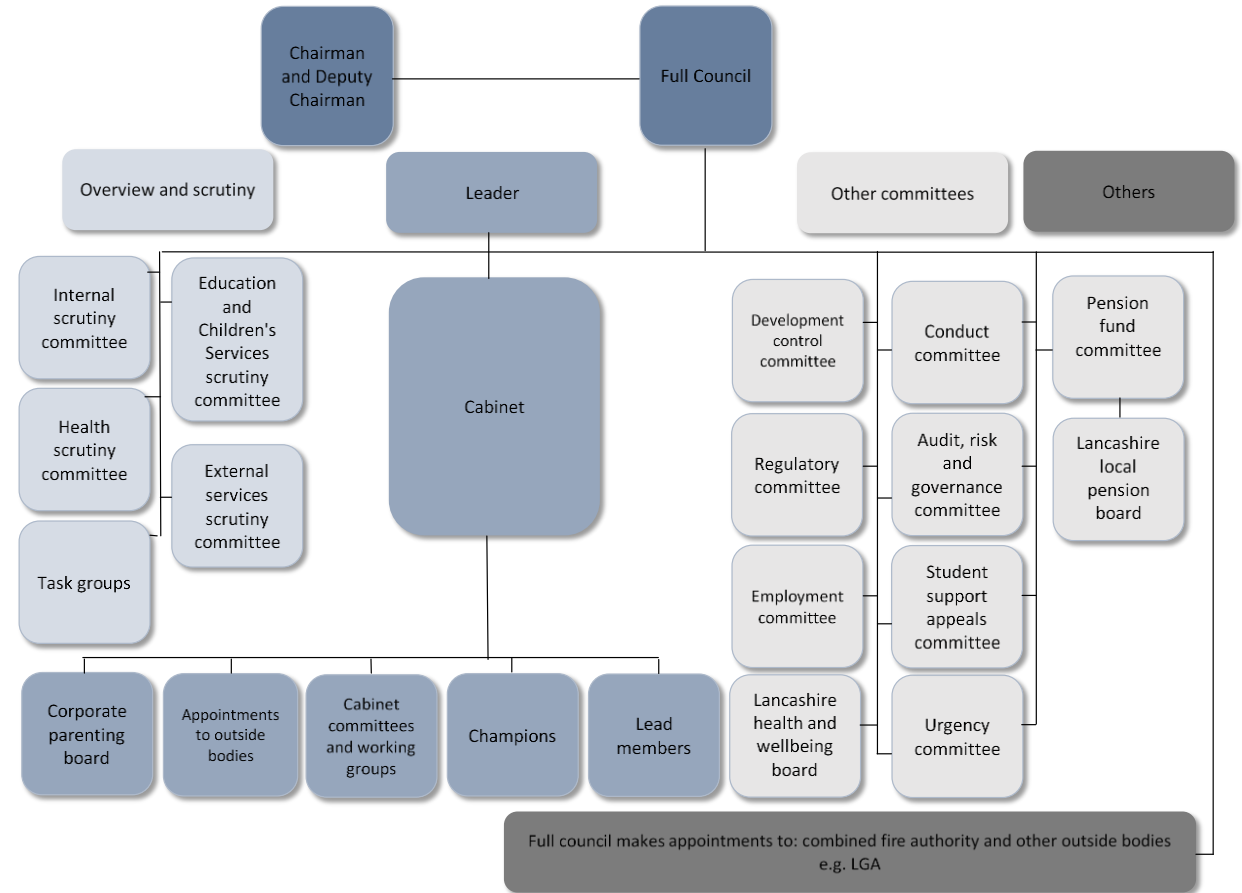 Chairman
and Deputy
Chairman
Full Council
Overview and scrutiny
Leader
Other committees
Others
Internal
scrutiny
committee
Education
and
Children's
Services
scrutiny
committee
Health
scrutiny
committee
External
services
scrutiny
committee
Task groups
Cabinet
Development
control
committee
Conduct
committee
Pension
fund
committee
Regulatory
committee
Audit, risk
and
governance
committee
Lancashire
local
pension
board
Employment
committee
Student
support
appeals
committee
Lancashire
health and
wellbeing
board
Urgency
committee
Corporate
parenting
board
Appointments
to outside
bodies
Cabinet
committees
and working
groups
Champions
Lead
members
Full council makes appointments to: combined fire authority and other outside bodies
e.g. LGA